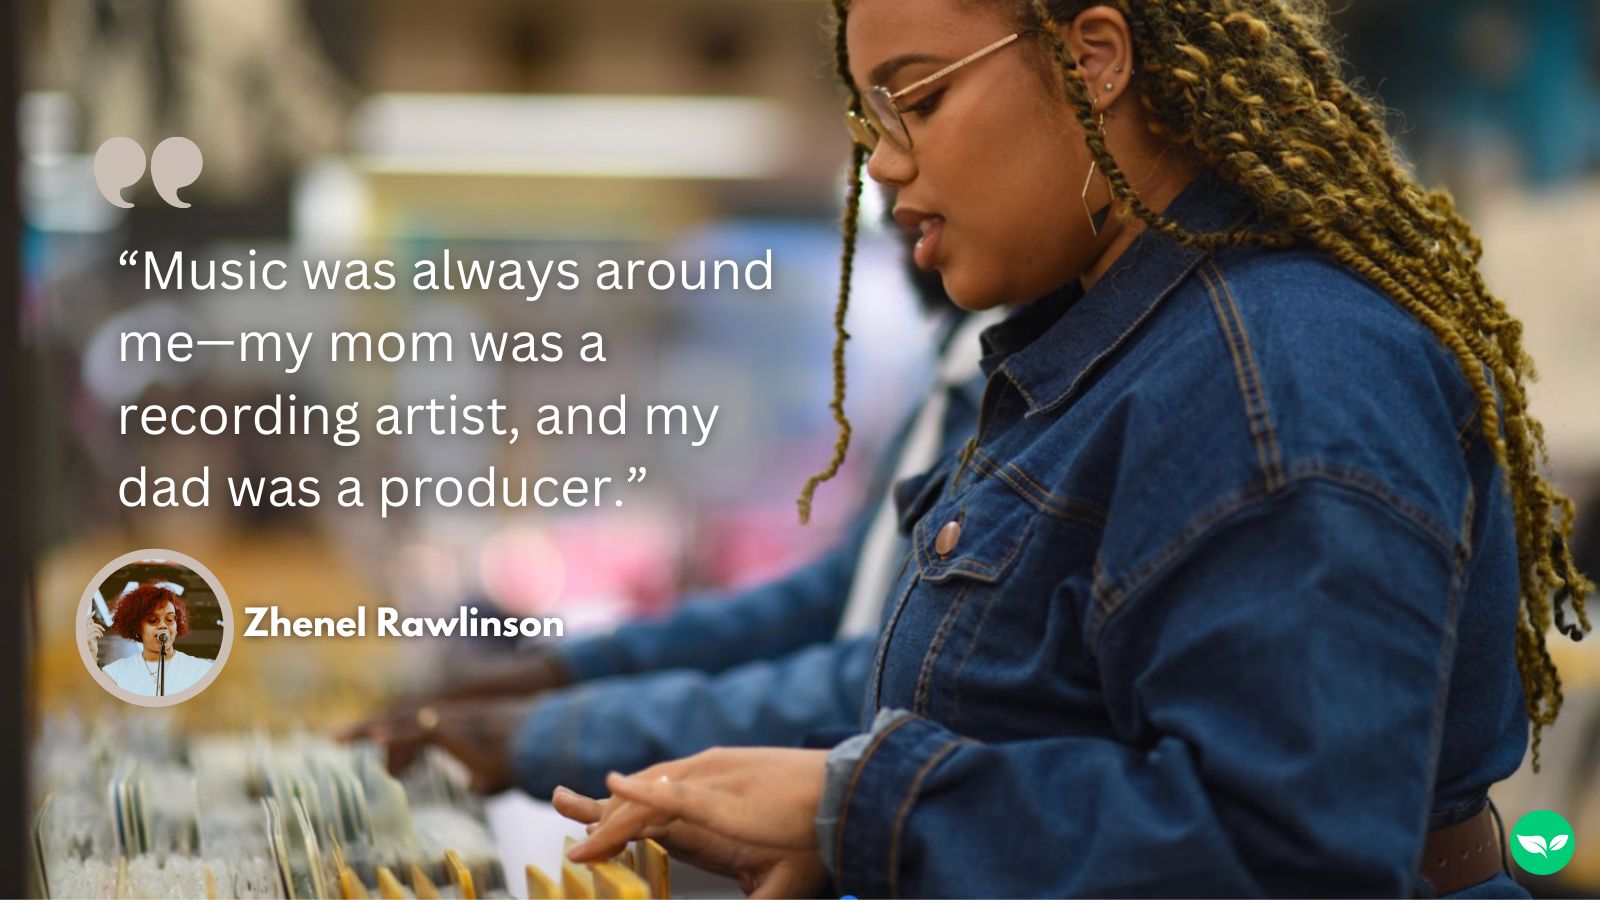 “Music was always around
me—my mom was a
recording artist, and my
dad was a producer.”
Zhenel Rawlinson